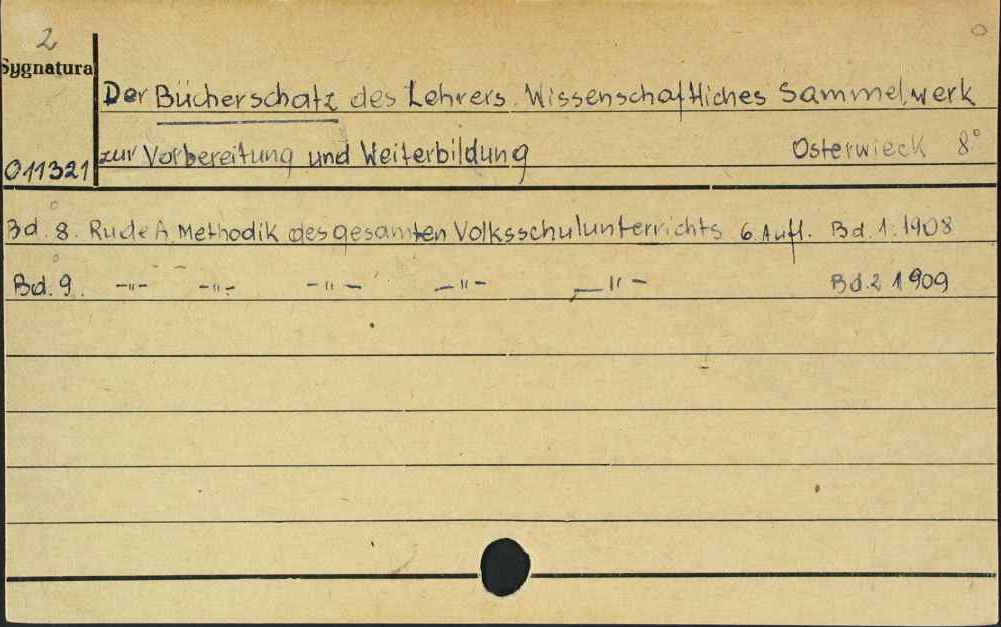 2
Sygnatura
Der Bücherschatz des Lehrers. Wissenschaftliches Sammelwerk
zur Vorbereitung und Weiterbildung Osterwieck 8°
011321
Bd. 8. Rude A. Methodik des gesamten Volksschulunterrichts 6. Aufl. Bd. 1. 1908
Bd. 9. -"- -"- -"- -"- -"- Bd. 2 1909